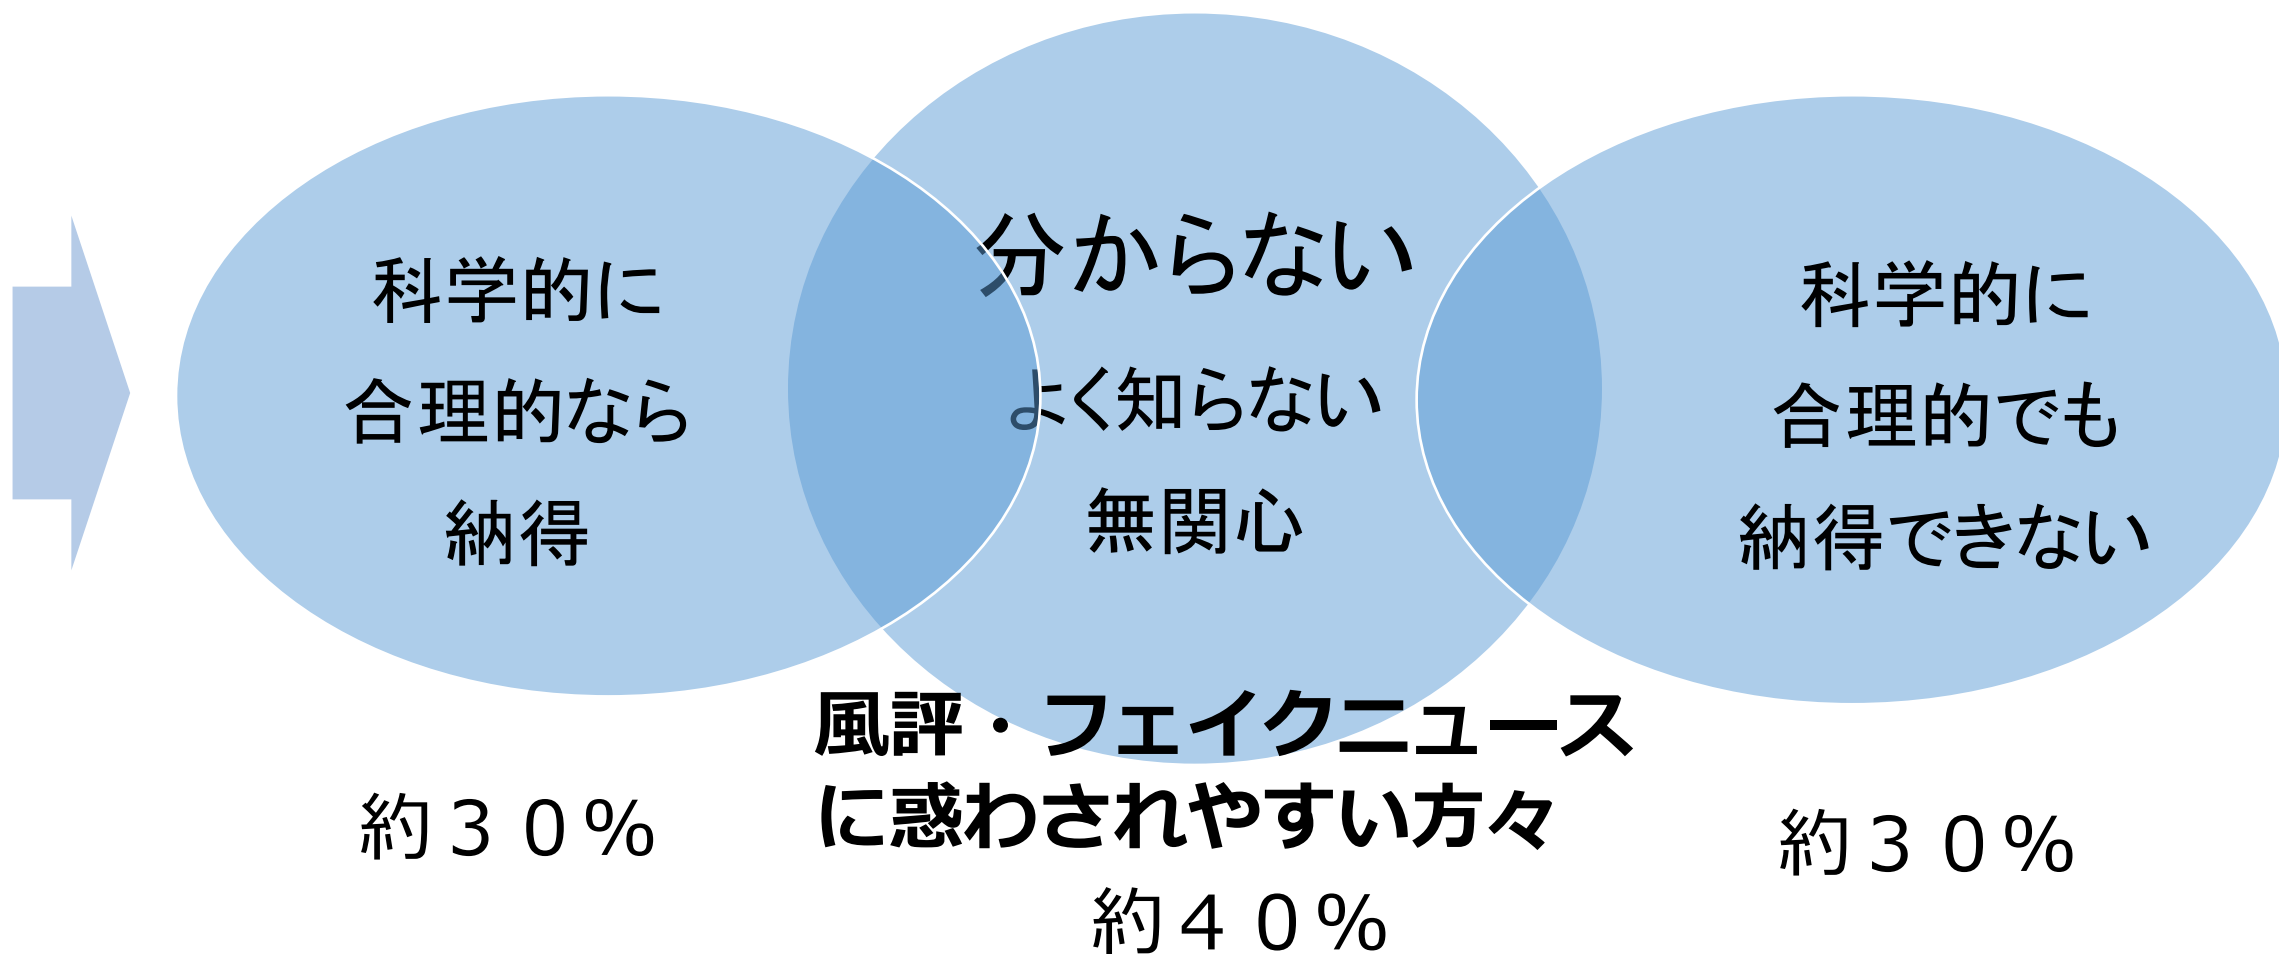 科学的に
合理的なら
納得
約３０％
分からない
よく知らない
無関心
風評・フェイクニュース
に惑わされやすい方々
約４０％
科学的に
合理的でも
納得できない
約３０％